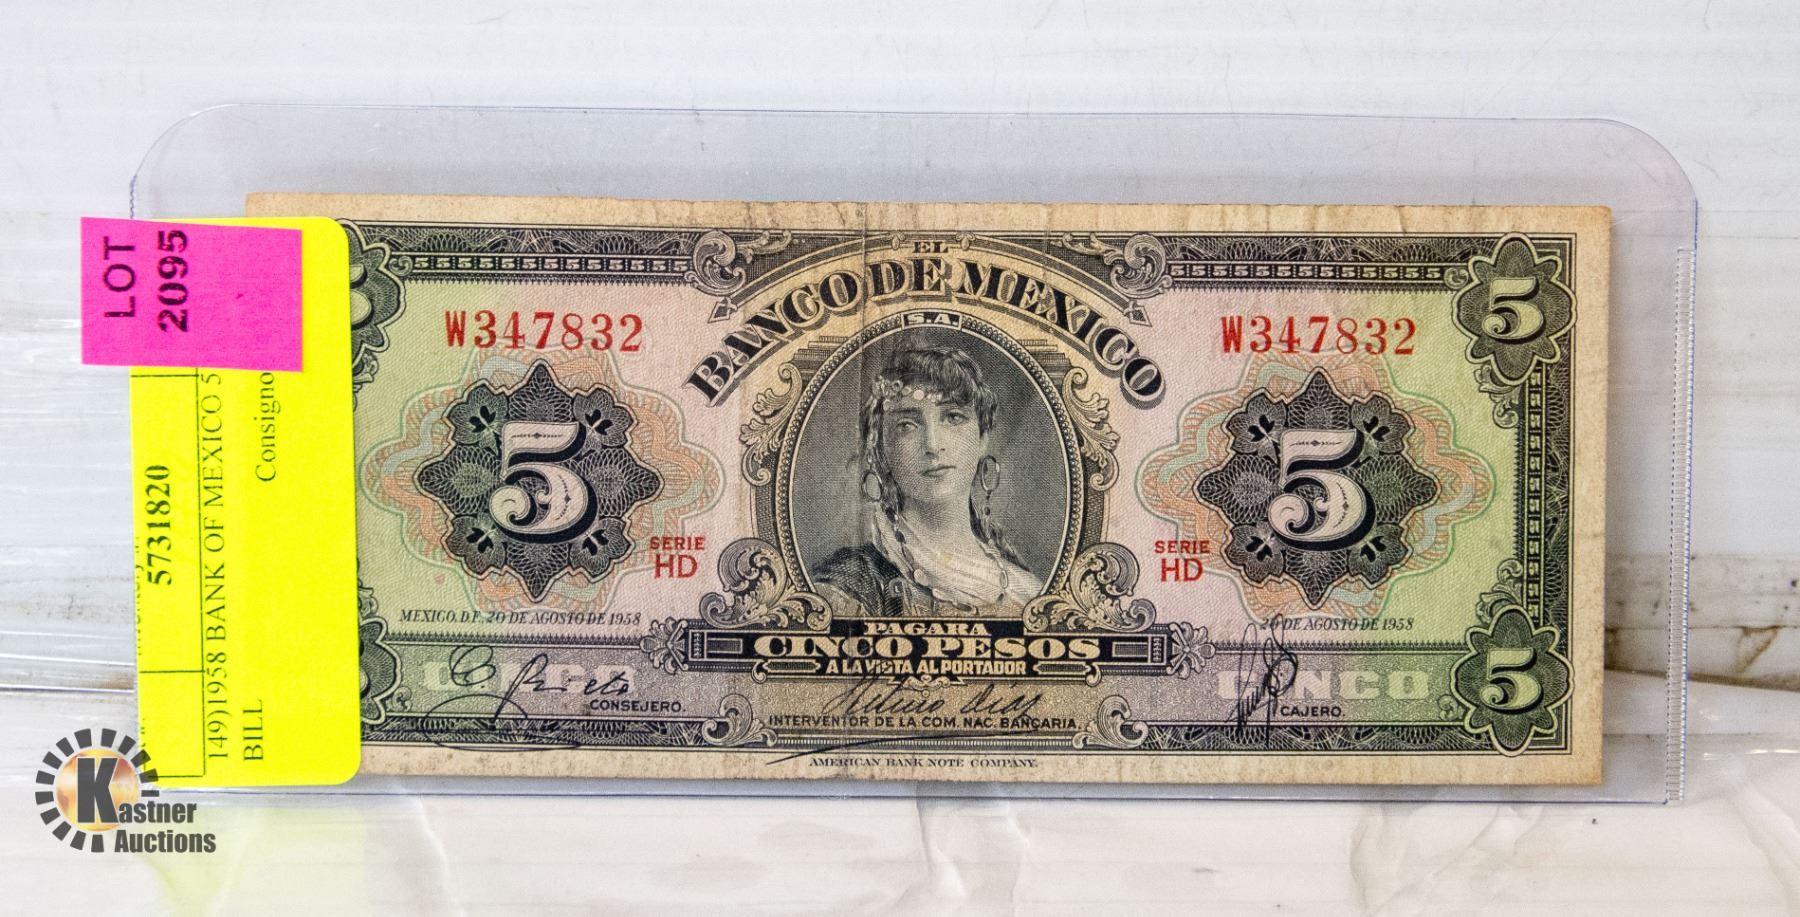 LOT
2095
5731820
149)1958 BANK OF MEXICO 5
BILL
Consigno
EL
BANCO DE MEXICO
S.A.
W347832
W347832
5
5
5
5
SERIE
HD
SERIE
HD
MEXICO, D.F. 20 DE AGOSTO DE 1958
20 DE AGOSTO DE 1958
PAGARA
CINCO PESOS
A LA VISTA AL PORTADOR
CINCO
CINCO
CONSEJERO.
INTERVENTOR DE LA COM. NAC. BANCARIA.
CAJERO.
AMERICAN BANK NOTE COMPANY.
Kastner
Auctions